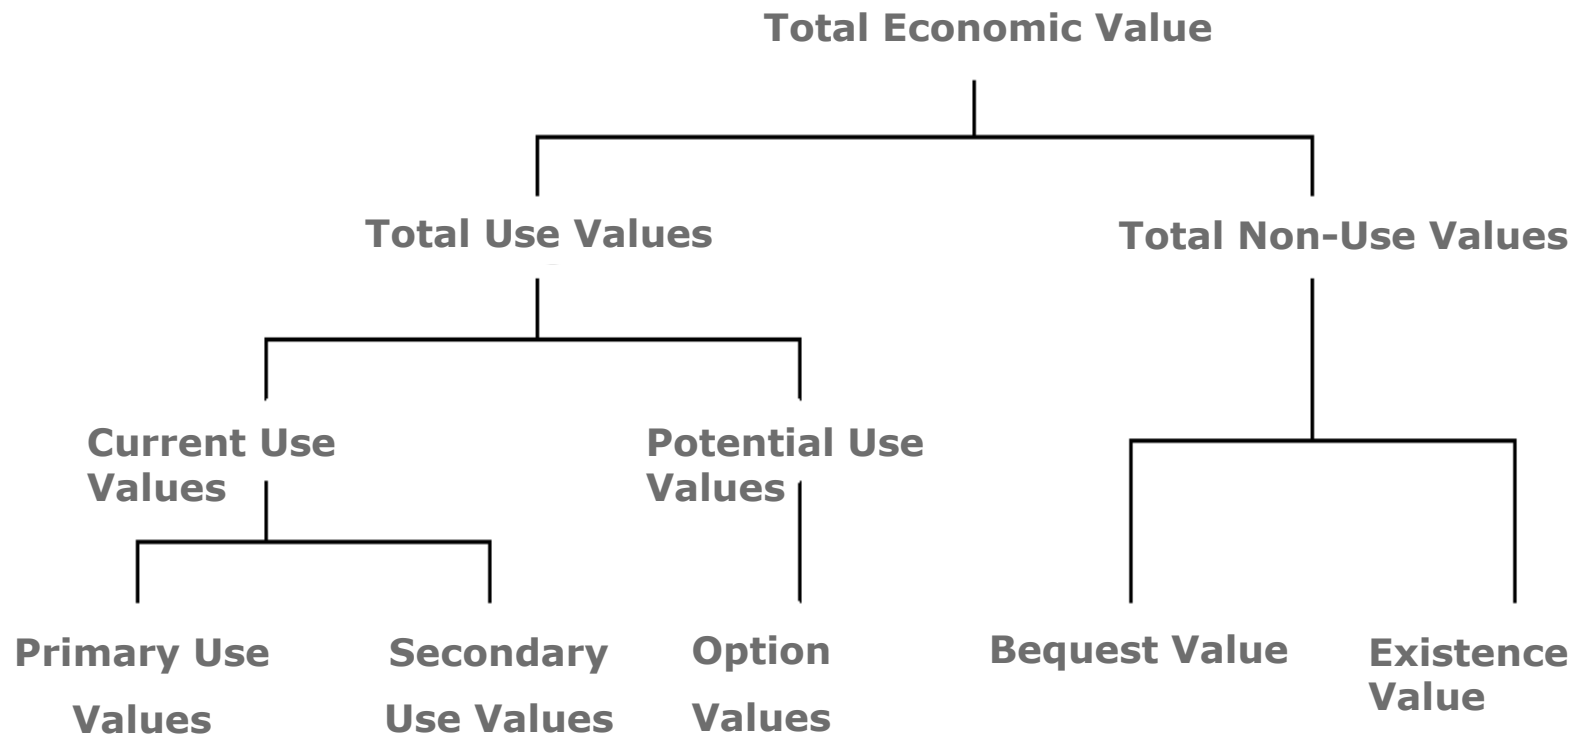 Total Economic Value
Total Use Values
Total Non-Use Values
Current Use
Values
Potential Use
Values
Primary Use
Values
Secondary
Use Values
Option
Values
Bequest Value
Existence
Value